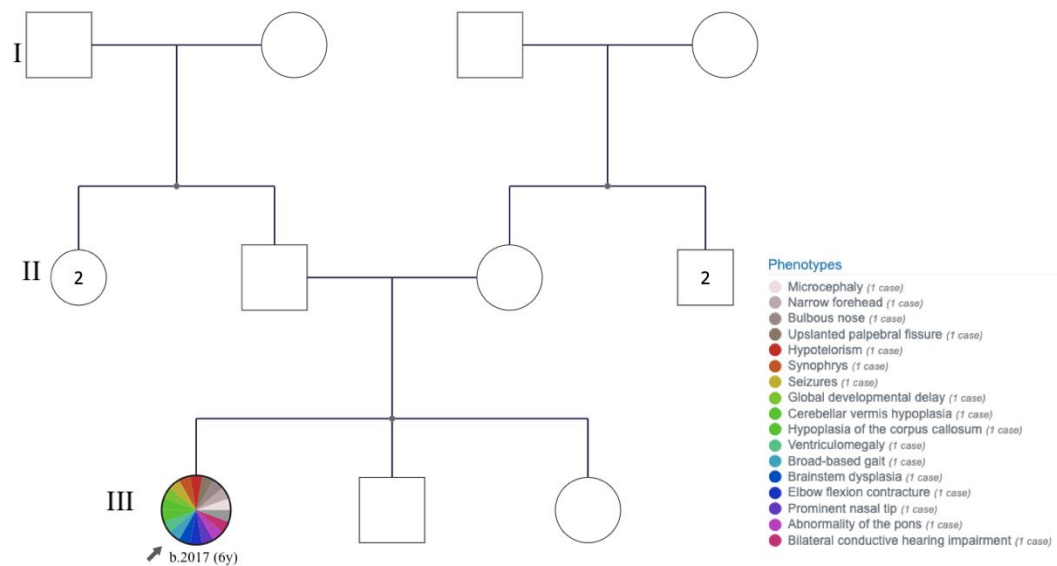 I
II
2
2
III
b.2017 (6y)
Phenotypes
Microcephaly (1 case)
Narrow forehead (1 case)
Bulbous nose (1 case)
Upslanted palpebral fissure (1 case)
Hypotelorism (1 case)
Synophrys (1 case)
Seizures (1 case)
Global developmental delay (1 case)
Cerebellar vermis hypoplasia (1 case)
Hypoplasia of the corpus callosum (1 case)
Ventriculomegaly (1 case)
Broad-based gait (1 case)
Brainstem dysplasia (1 case)
Elbow flexion contracture (1 case)
Prominent nasal tip (1 case)
Abnormality of the pons (1 case)
Bilateral conductive hearing impairment (1 case)